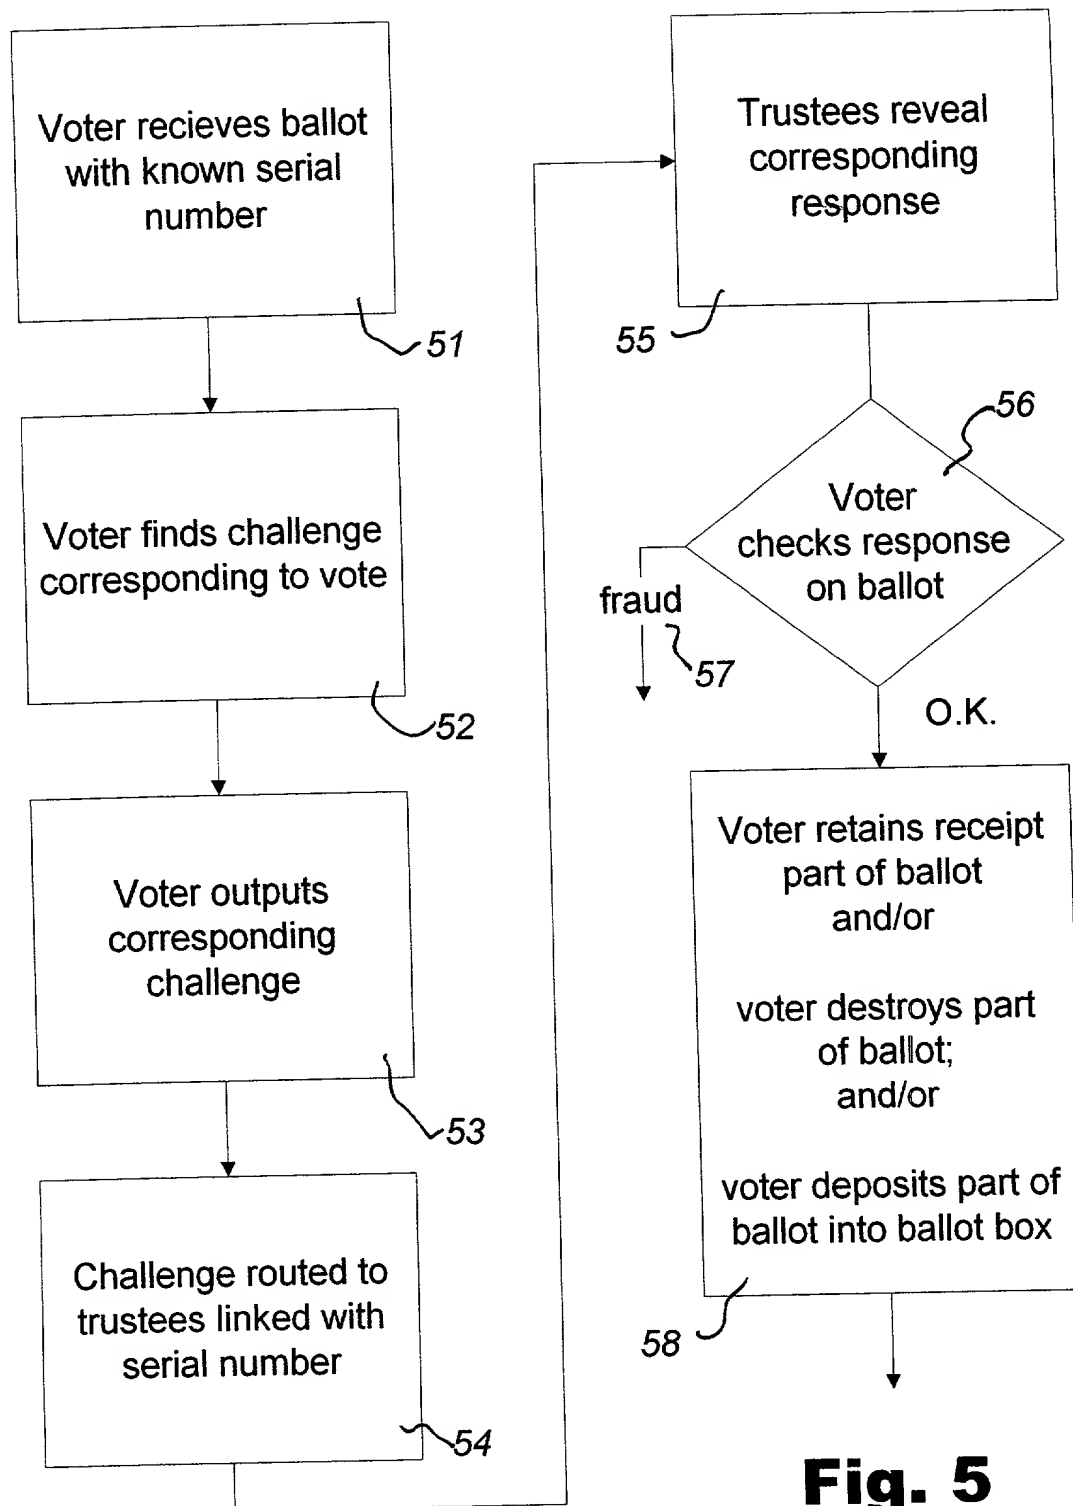 Voter recieves ballot
with known serial
number
51
Voter finds challenge
corresponding to vote
52
Voter outputs
corresponding
challenge
53
Challenge routed to
trustees linked with
serial number
54
Trustees reveal
corresponding
response
55
56
Voter
checks response
on ballot
fraud
57
O.K.
Voter retains receipt
part of ballot
and/or
voter destroys part
of ballot;
and/or
voter deposits part of
ballot into ballot box
58
Fig. 5